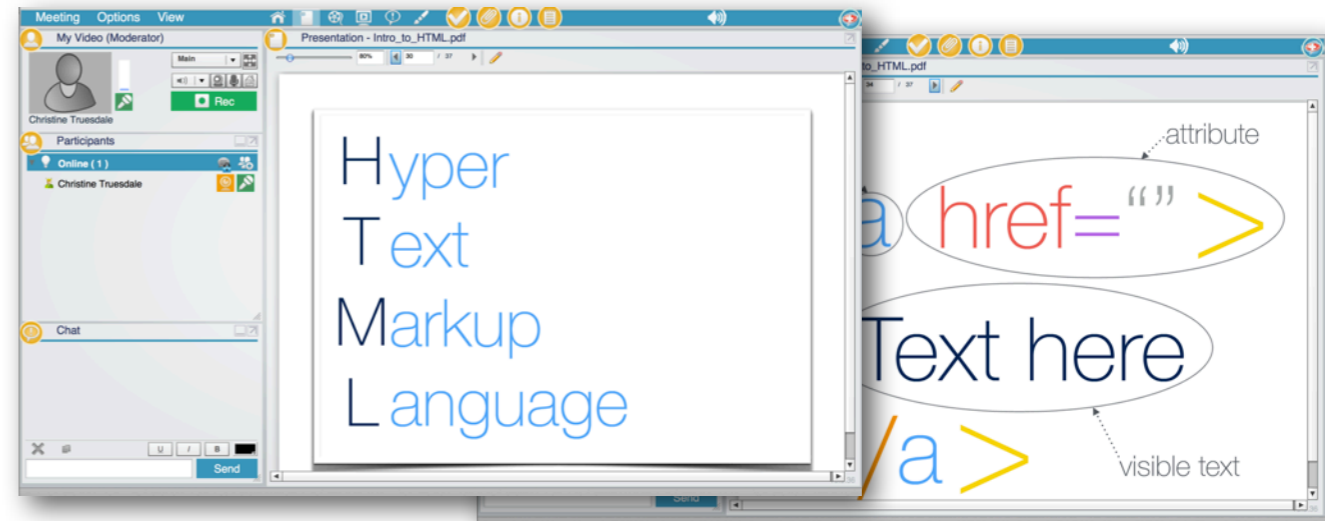 Meeting Options View
My Video (Moderator)
Main
Rec
Christine Truesdale
Participants
Online ( 1 )
Christine Truesdale
Chat
U I B
Send
Presentation - Intro_to_HTML.pdf
80% 30 / 37
Hyper
Text
Markup
Language
to_HTML.pdf
34 / 37
attribute
a href=“” >
Text here
/a >
visible text
Send